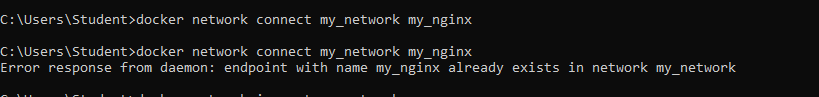 C:\Users\Student>docker network connect my_network my_nginx
C:\Users\Student>docker network connect my_network my_nginx
Error response from daemon: endpoint with name my_nginx already exists in network my_network